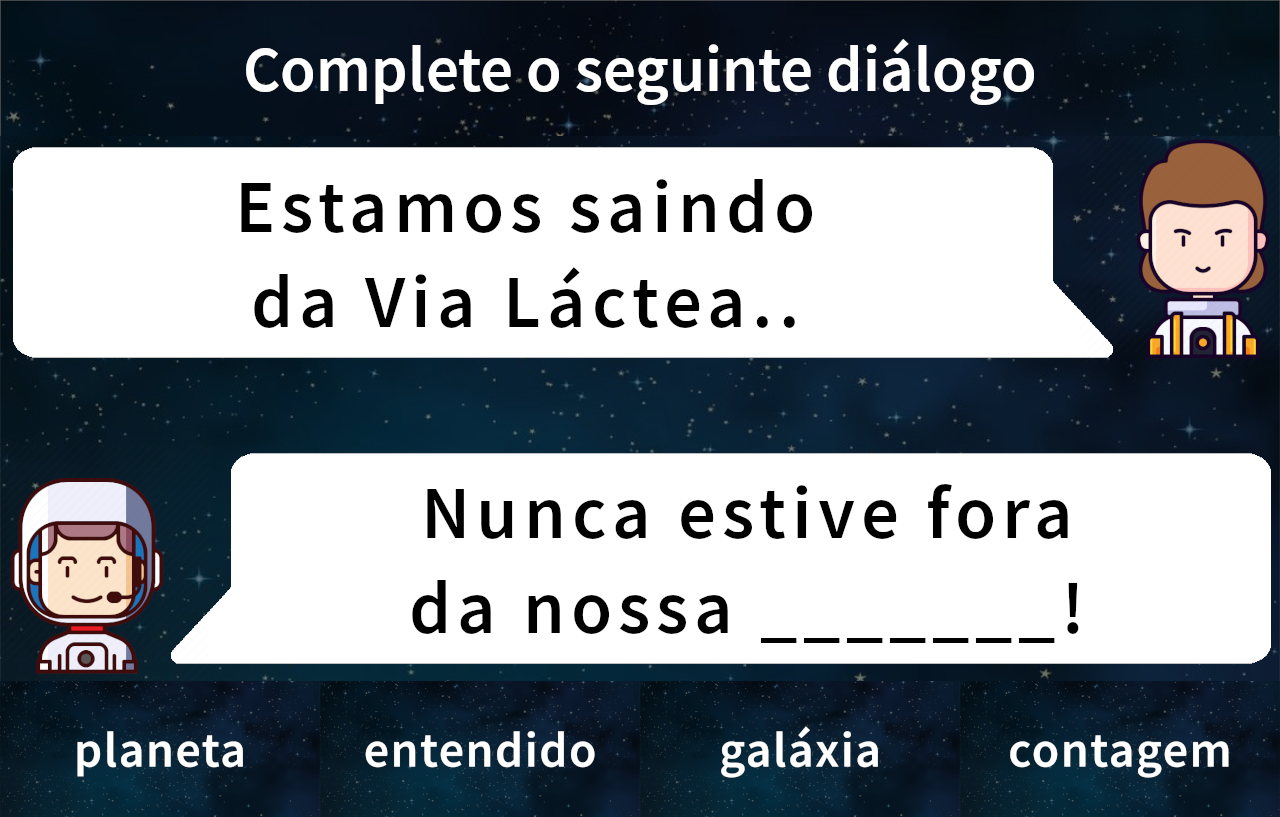 Complete o seguinte diálogo
Estamos saindo
da Via Láctea..
Nunca estive fora
da nossa _______!
planeta
entendido
galáxia
contagem